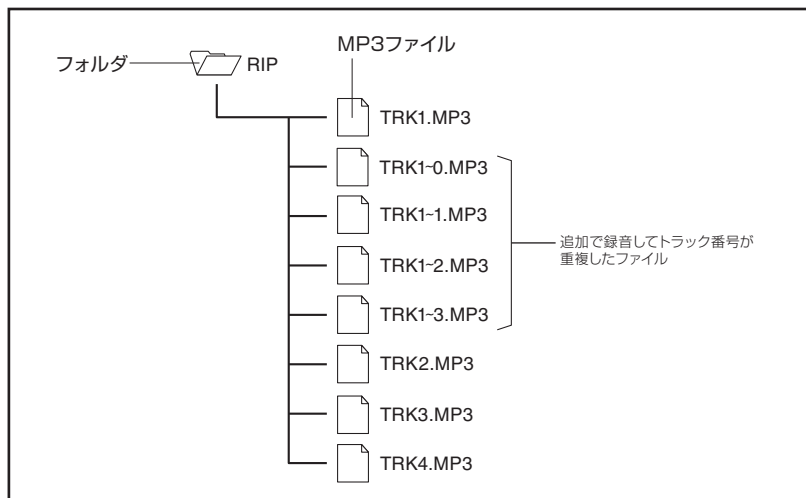 MP3ファイル
フォルダ
RIP
TRK1.MP3
TRK1~0.MP3
TRK1~1.MP3
TRK1~2.MP3
TRK1~3.MP3
追加で録音してトラック番号が
重複したファイル
TRK2.MP3
TRK3.MP3
TRK4.MP3